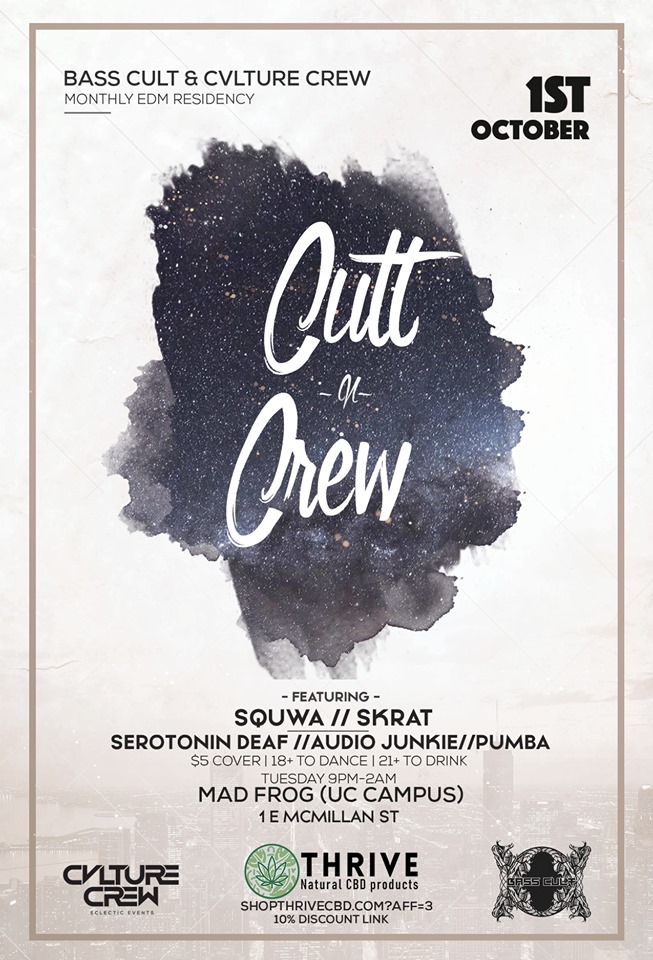 BASS CULT & CVLTURE CREW
MONTHLY EDM RESIDENCY
1ST
OCTOBER
Cutt
-N-
Crew
- FEATURING -
SQUWA // SKRAT
SEROTONIN DEAF //AUDIO JUNKIE//PUMBA
$5 COVER | 18+ TO DANCE | 21+ TO DRINK
TUESDAY 9PM-2AM
MAD FROG (UC CAMPUS)
1 E MCMILLAN ST
CVLTURE
CREW
ECLECTIC EVENTS
THRIVE
Natural CBD products
SHOPTHRIVECBD.COM?AFF=3
10% DISCOUNT LINK
BASS CULT